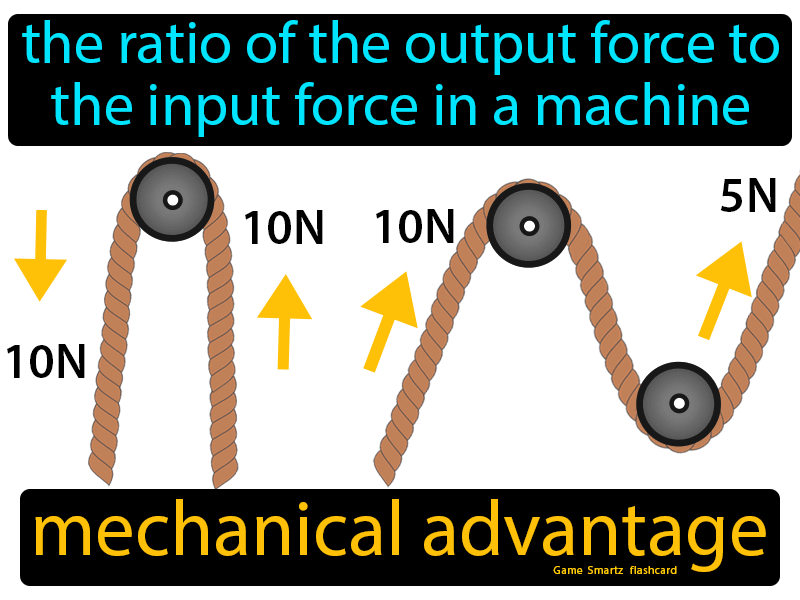 the ratio of the output force to
the input force in a machine
10N
10N
10N
5N
mechanical advantage
Game Smartz flashcard